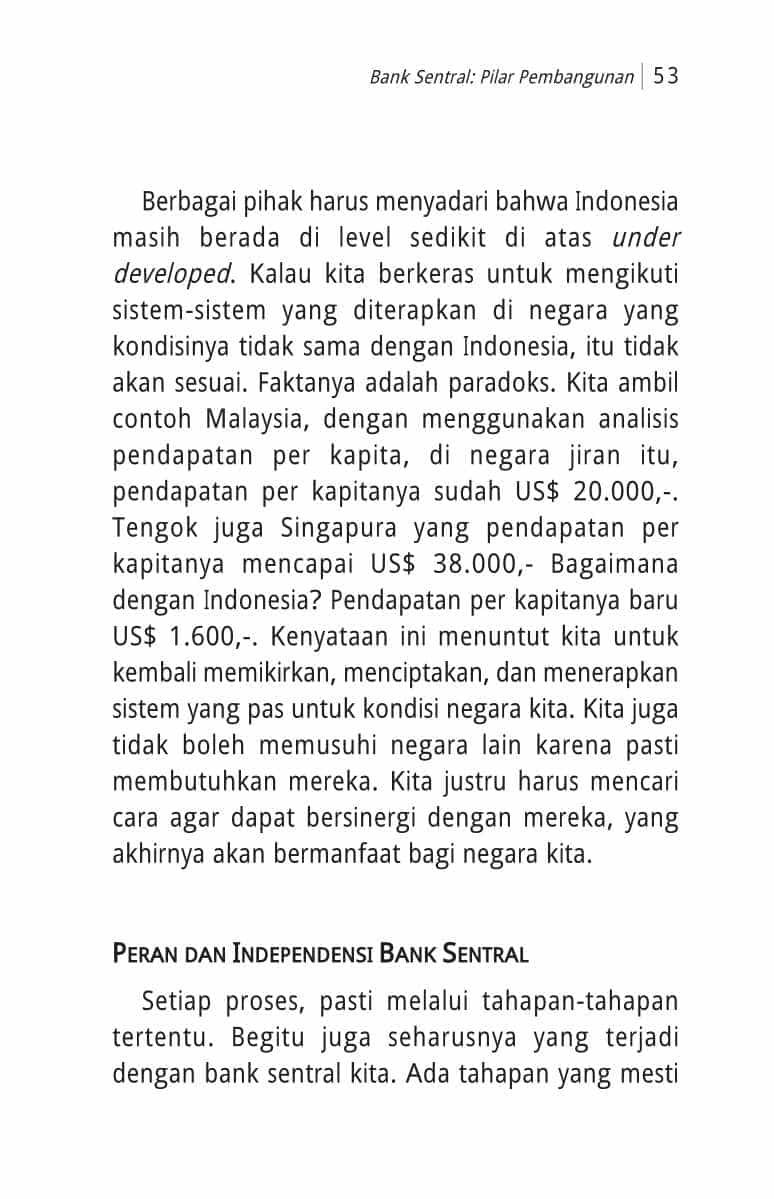 Bank Sentral: Pilar Pembangunan | 53
Berbagai pihak harus menyadari bahwa Indonesia
masih berada di level sedikit di atas under
developed. Kalau kita berkeras untuk mengikuti
sistem-sistem yang diterapkan di negara yang
kondisinya tidak sama dengan Indonesia, itu tidak
akan sesuai. Faktanya adalah paradoks. Kita ambil
contoh Malaysia, dengan menggunakan analisis
pendapatan per kapita, di negara jiran itu,
pendapatan per kapitanya sudah US$ 20.000,-.
Tengok juga Singapura yang pendapatan per
kapitanya mencapai US$ 38.000,- Bagaimana
dengan Indonesia? Pendapatan per kapitanya baru
US$ 1.600,-. Kenyataan ini menuntut kita untuk
kembali memikirkan, menciptakan, dan menerapkan
sistem yang pas untuk kondisi negara kita. Kita juga
tidak boleh memusuhi negara lain karena pasti
membutuhkan mereka. Kita justru harus mencari
cara agar dapat bersinergi dengan mereka, yang
akhirnya akan bermanfaat bagi negara kita.
PERAN DAN INDEPENDENSI BANK SENTRAL
Setiap proses, pasti melalui tahapan-tahapan
tertentu. Begitu juga seharusnya yang terjadi
dengan bank sentral kita. Ada tahapan yang mesti